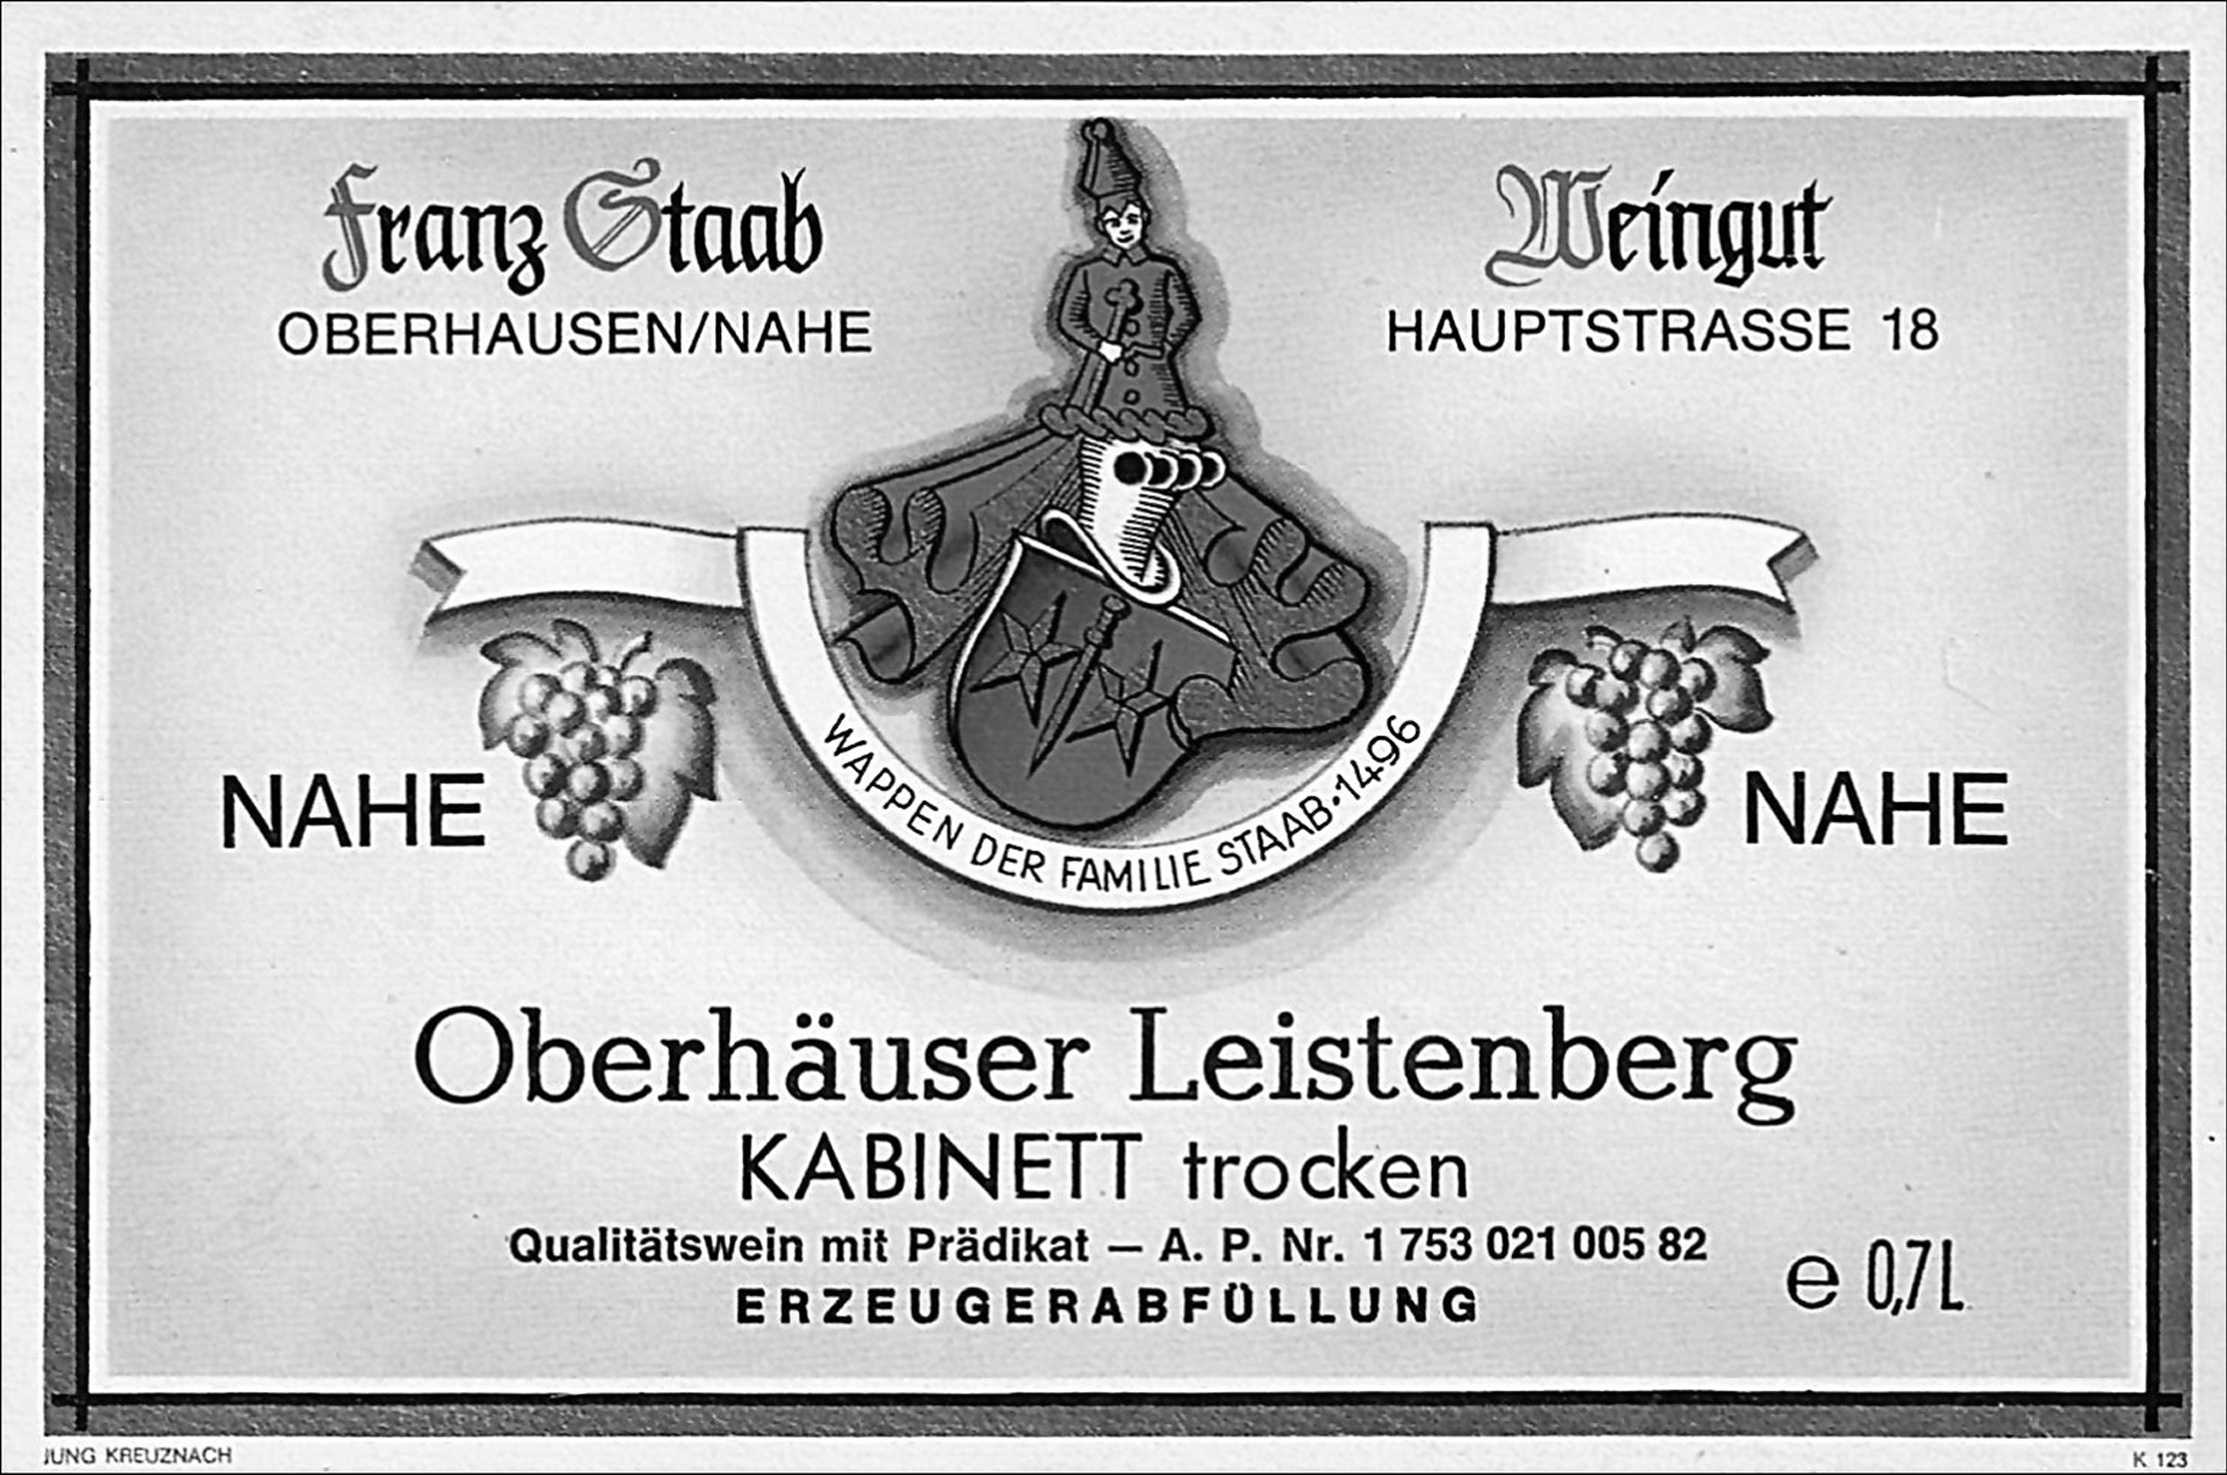 Franz Staab
OBERHAUSEN/NAHE
Weingut
HAUPTSTRASSE 18
WAPPEN DER FAMILIE STAAB • 1496
NAHE
NAHE
Oberhäuser Leistenberg
KABINETT trocken
Qualitätswein mit Prädikat — A. P. Nr. 1 753 021 005 82
ERZEUGERABFÜLLUNG
e 0,7 L
JUNG KREUZNACH
K 123